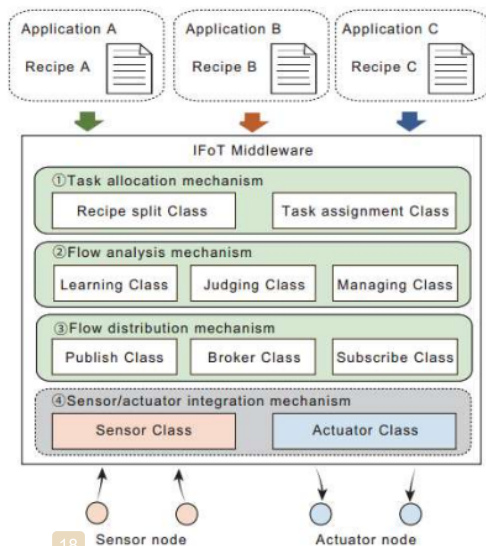 Application A
Recipe A
Application B
Recipe B
Application C
Recipe C
IFoT Middleware
①Task allocation mechanism
Recipe split Class
Task assignment Class
②Flow analysis mechanism
Learning Class
Judging Class
Managing Class
③Flow distribution mechanism
Publish Class
Broker Class
Subscribe Class
④Sensor/actuator integration mechanism
Sensor Class
Actuator Class
18
Sensor node
Actuator node